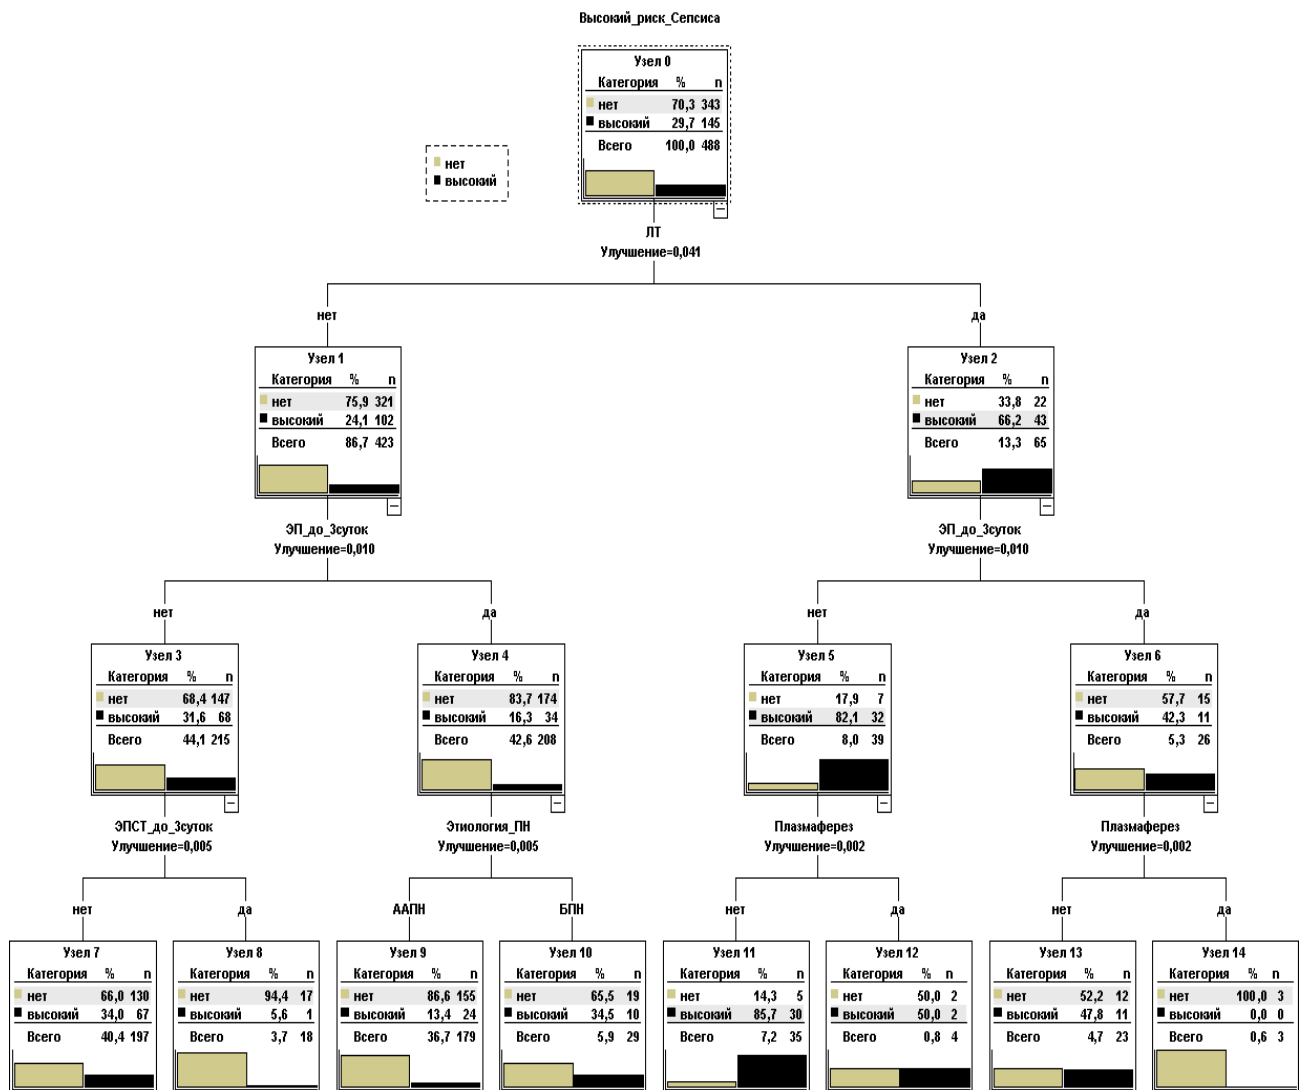 Высокий_риск_Сепсиса
Узел 0
Категория % n
нет 70,3 343
высокий 29,7 145
Всего 100,0 488
нет
высокий
ЛТ
Улучшение=0,041
нет
да
Узел 1
Категория % n
нет 75,9 321
высокий 24,1 102
Всего 86,7 423
Узел 2
Категория % n
нет 33,8 22
высокий 66,2 43
Всего 13,3 65
ЭП_до_3суток
Улучшение=0,010
ЭП_до_3суток
Улучшение=0,010
нет
да
нет
да
Узел 3
Категория % n
нет 68,4 147
высокий 31,6 68
Всего 44,1 215
Узел 4
Категория % n
нет 83,7 174
высокий 16,3 34
Всего 42,6 208
Узел 5
Категория % n
нет 17,9 7
высокий 82,1 32
Всего 8,0 39
Узел 6
Категория % n
нет 57,7 15
высокий 42,3 11
Всего 5,3 26
ЭПСТ_до_3суток
Улучшение=0,005
Этиология_ПН
Улучшение=0,005
Плазмаферез
Улучшение=0,002
Плазмаферез
Улучшение=0,002
нет
да
ААПН
БПН
нет
да
нет
да
Узел 7
Категория % n
нет 66,0 130
высокий 34,0 67
Всего 40,4 197
Узел 8
Категория % n
нет 94,4 17
высокий 5,6 1
Всего 3,7 18
Узел 9
Категория % n
нет 86,6 155
высокий 13,4 24
Всего 36,7 179
Узел 10
Категория % n
нет 65,5 19
высокий 34,5 10
Всего 5,9 29
Узел 11
Категория % n
нет 14,3 5
высокий 85,7 30
Всего 7,2 35
Узел 12
Категория % n
нет 50,0 2
высокий 50,0 2
Всего 0,8 4
Узел 13
Категория % n
нет 52,2 12
высокий 47,8 11
Всего 4,7 23
Узел 14
Категория % n
нет 100,0 3
высокий 0,0 0
Всего 0,6 3